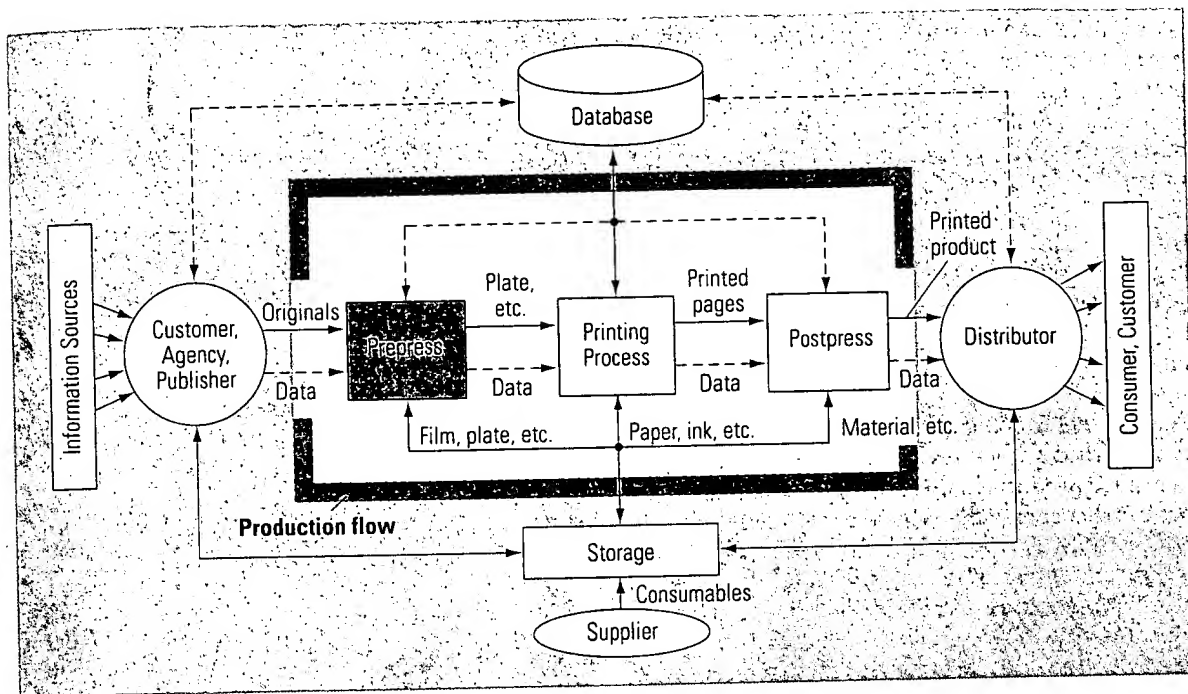 Database
Information Sources
Customer,
Agency,
Publisher
Originals
Data
Prepress
Plate,
etc.
Data
Printing
Process
Printed
pages
Data
Postpress
Printed
product
Data
Distributor
Consumer, Customer
Film, plate, etc.
Paper, ink, etc.
Material, etc.
Production flow
Storage
Consumables
Supplier